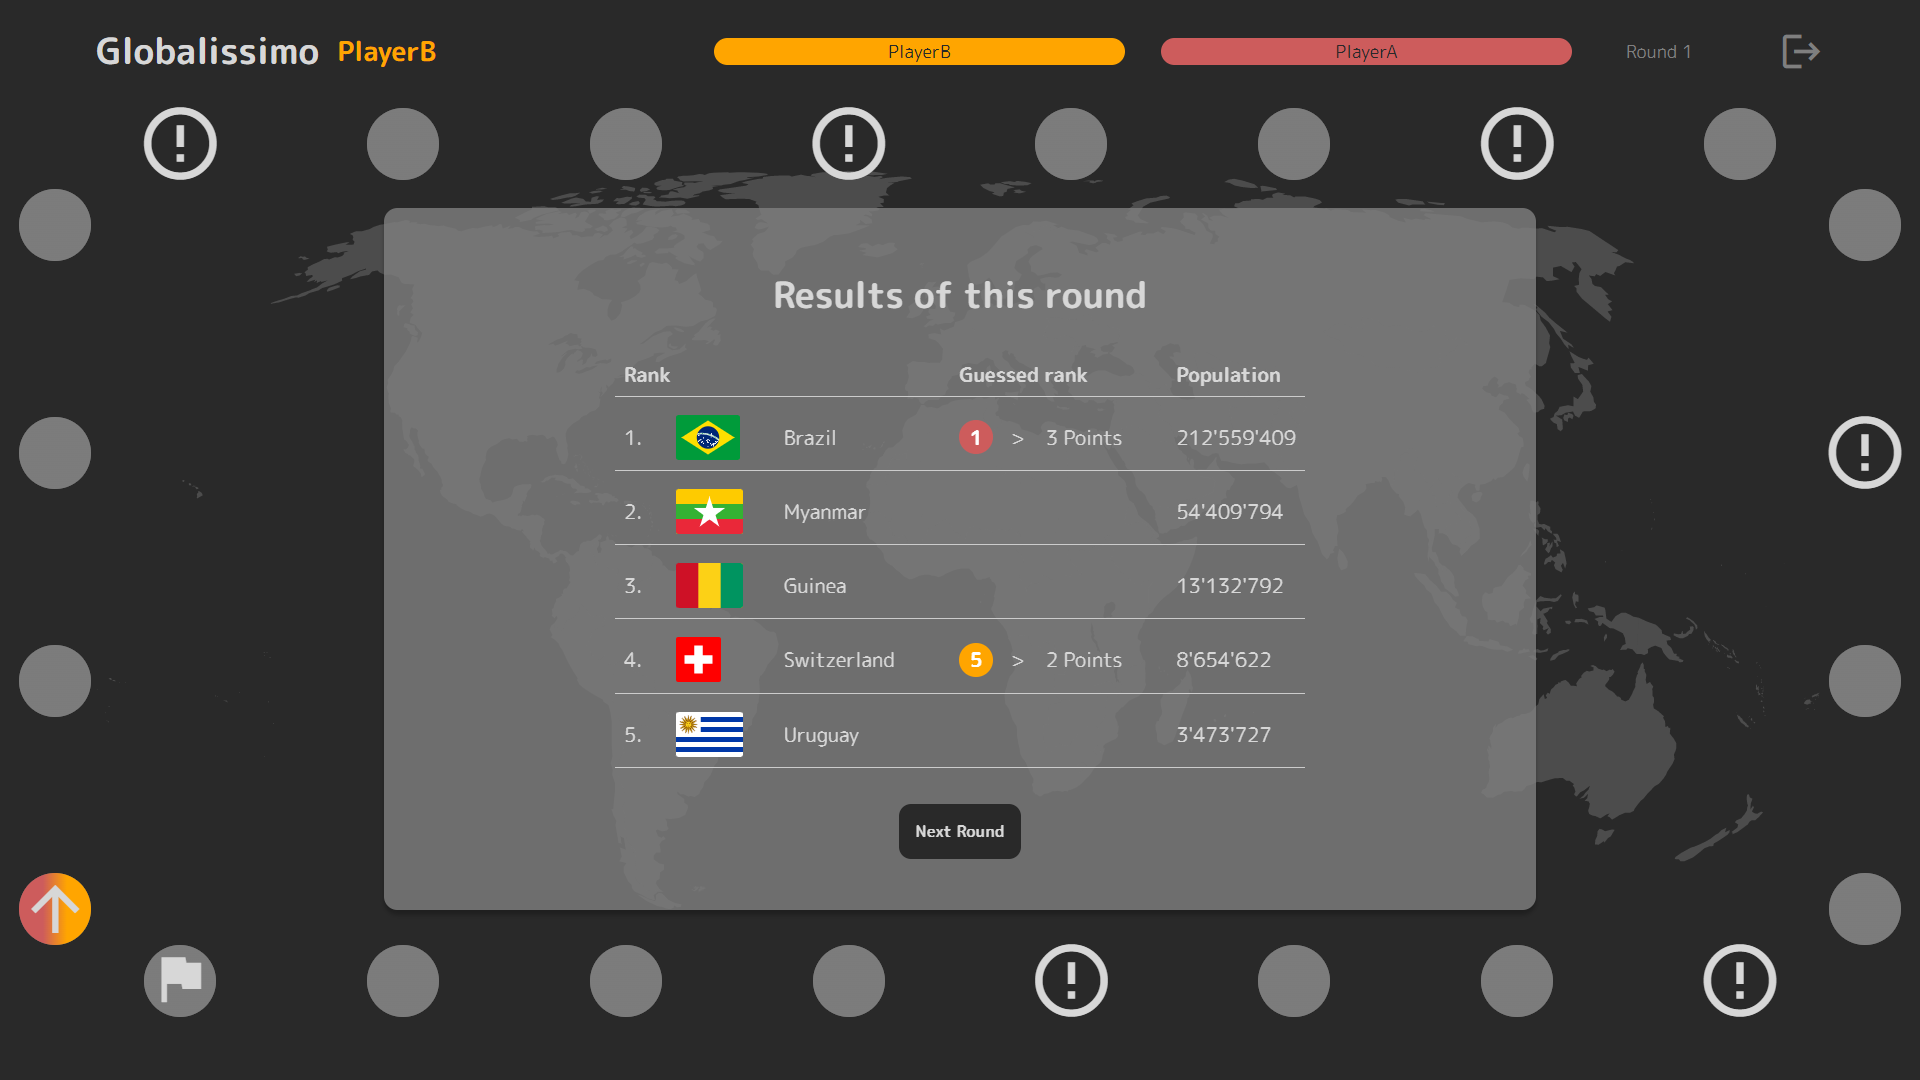 Globalissimo PlayerB PlayerB PlayerA Round 1
Results of this round
Rank Guessed rank Population
1. Brazil 1 > 3 Points 212'559'409
2. Myanmar 54'409'794
3. Guinea 13'132'792
4. Switzerland 5 > 2 Points 8'654'622
5. Uruguay 3'473'727
Next Round